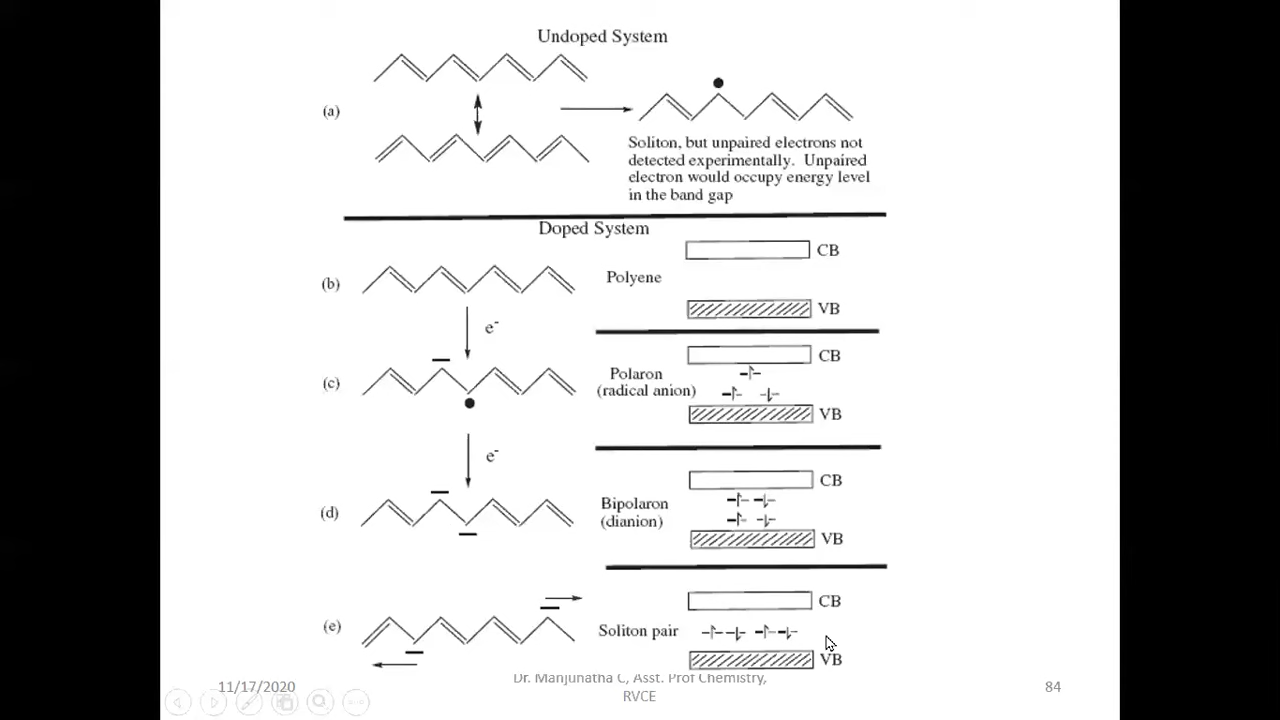 Undoped System
(a)
Soliton, but unpaired electrons not
detected experimentally. Unpaired
electron would occupy energy level
in the band gap
Doped System
CB
(b)
Polyene
VB
e-
CB
(c)
Polaron
(radical anion)
VB
e-
CB
(d)
Bipolaron
(dianion)
VB
CB
(e)
Soliton pair
VB
11/17/2020
Dr. Manjunatha C, Asst. Prof Chemistry,
RVCE
84